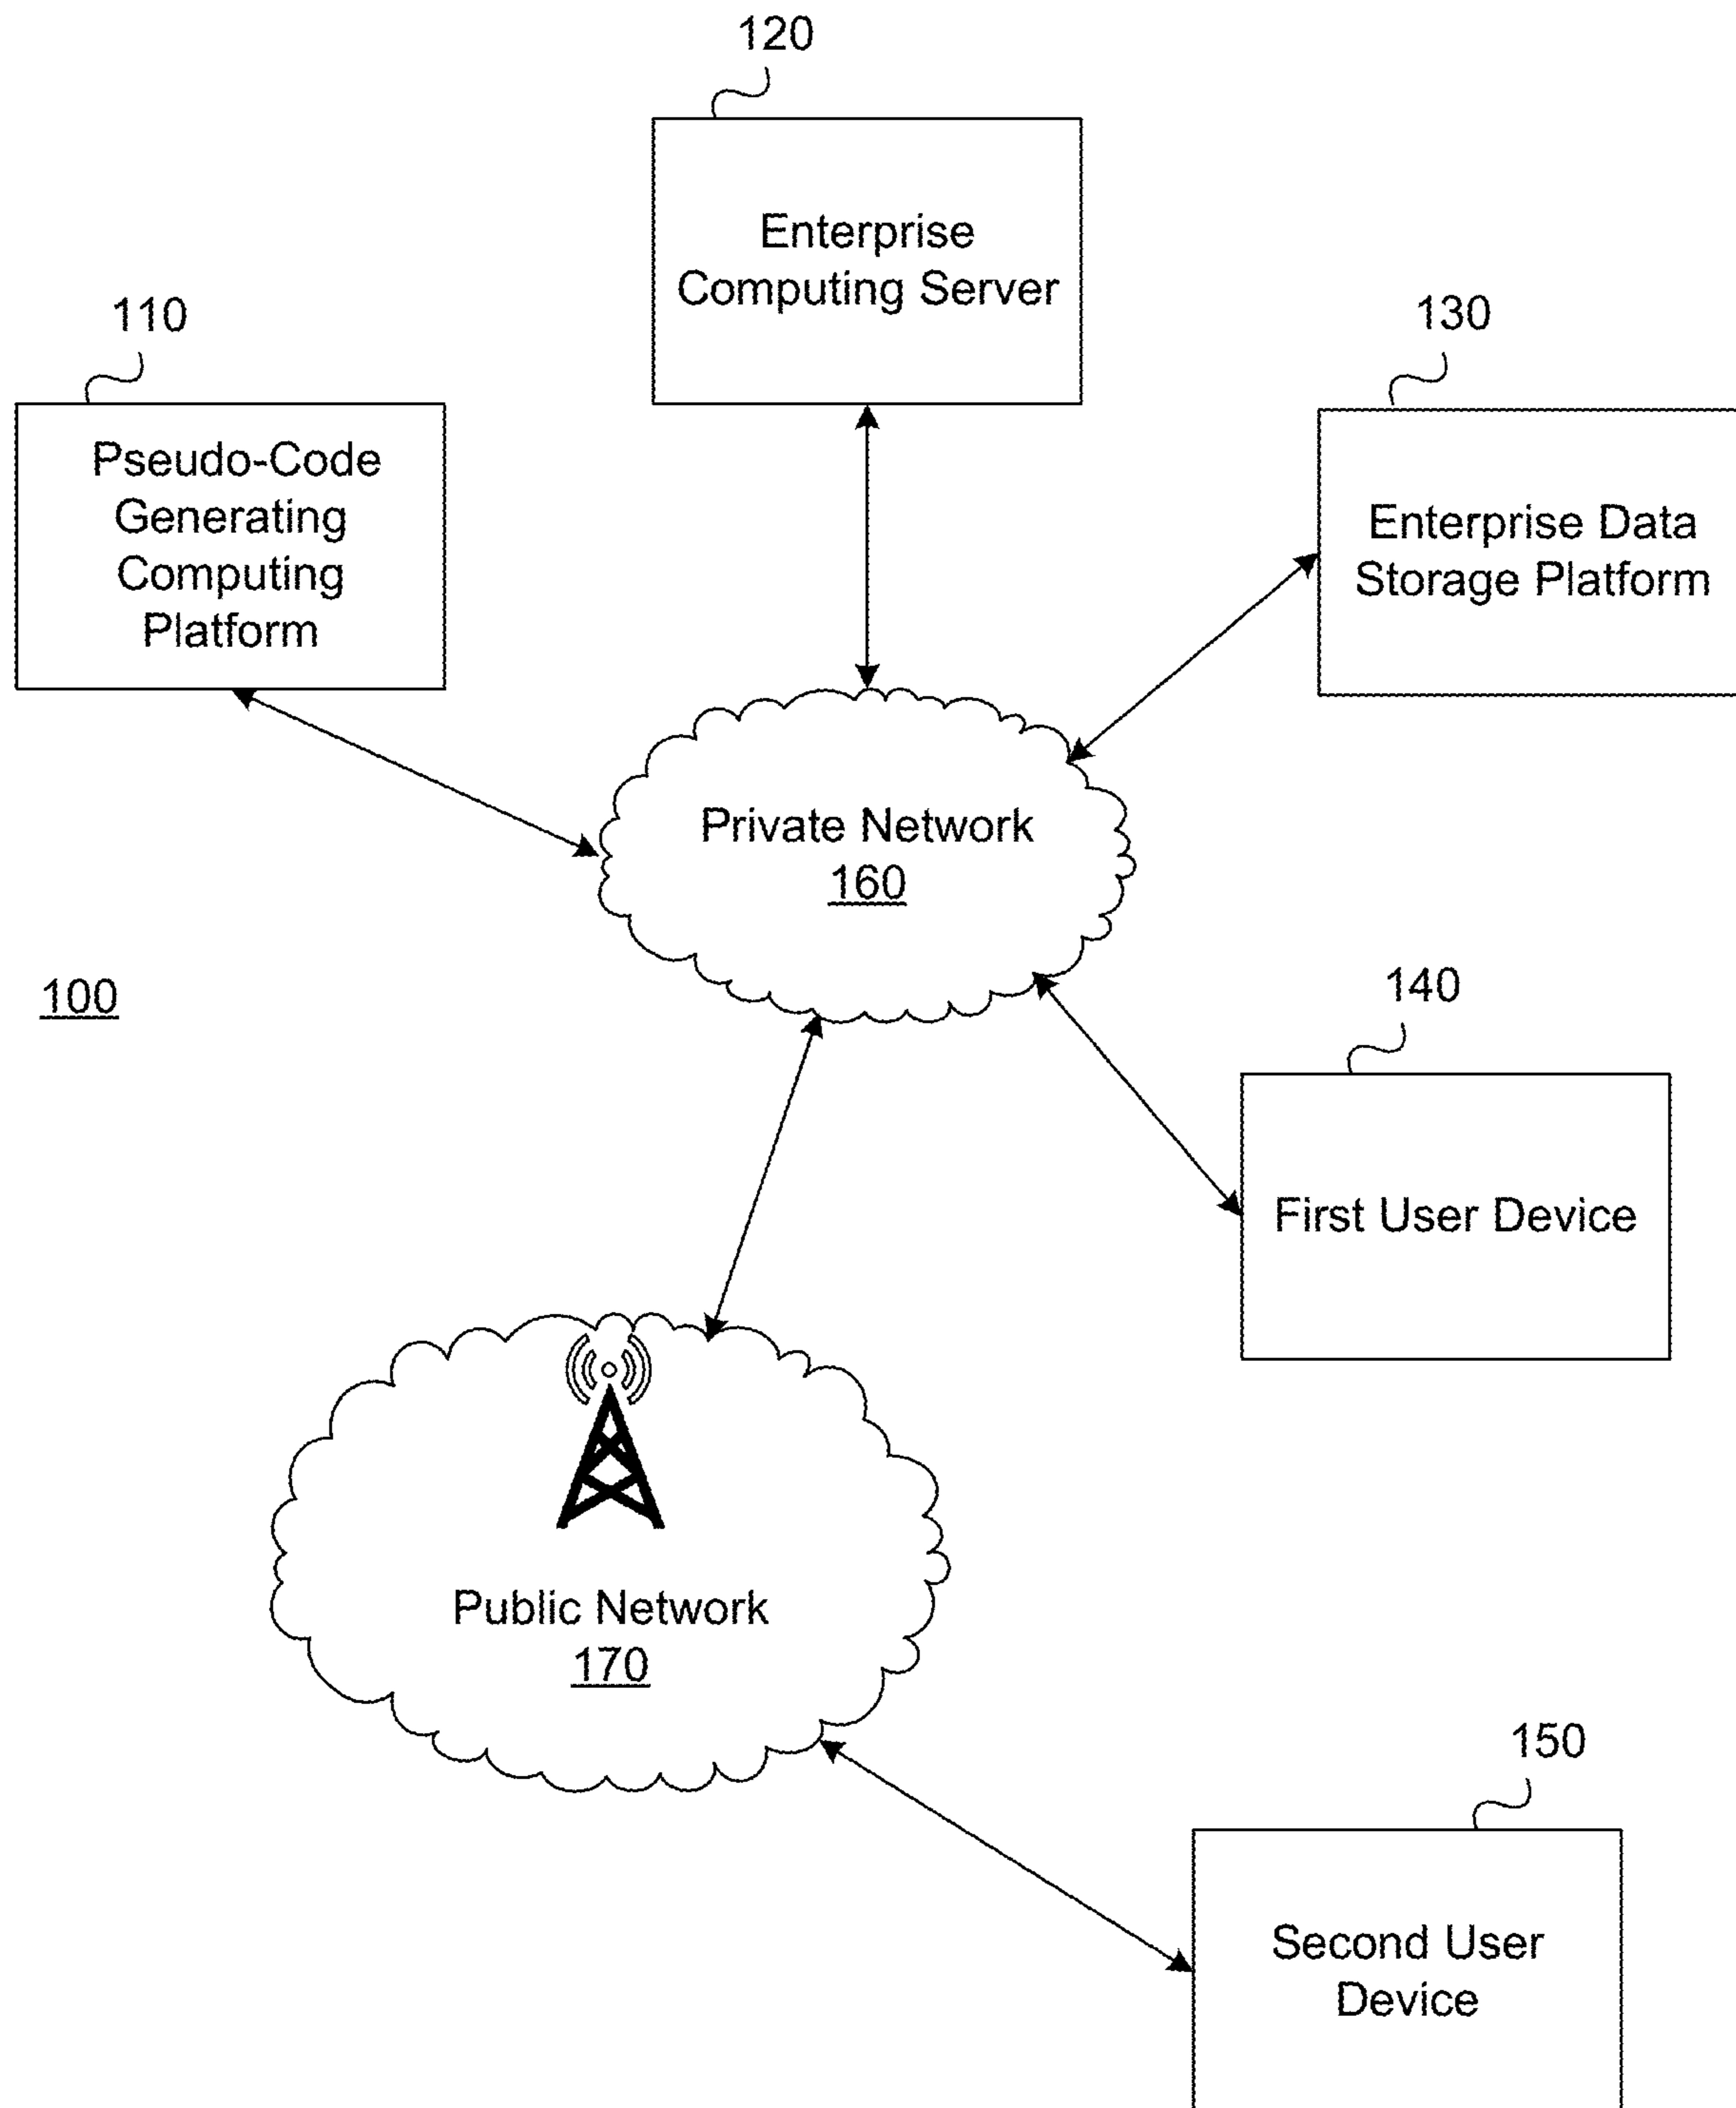 120
Enterprise
Computing Server
110
Pseudo-Code
Generating
Computing
Platform
130
Enterprise Data
Storage Platform
Private Network
160
100
140
First User Device
Public Network
170
150
Second User
Device